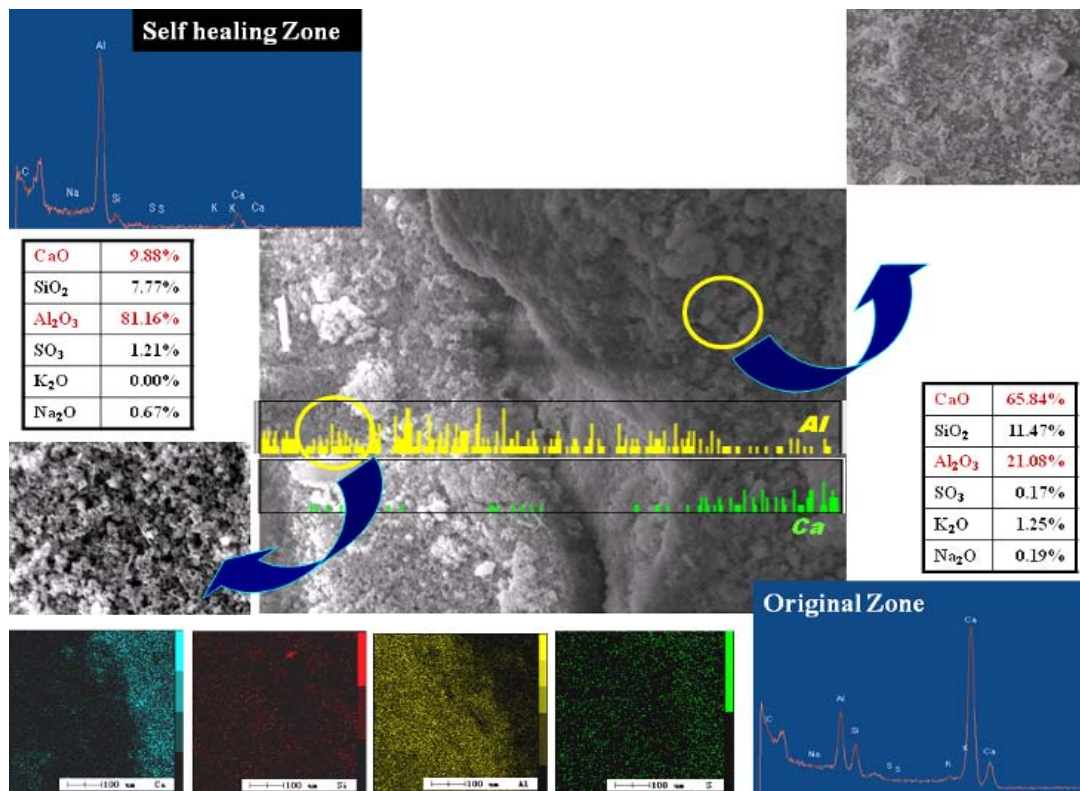 Self healing Zone
Al
C
Na
Si
S S
K K
Ca
Ca
CaO 9.88%
SiO₂ 7.77%
Al₂O₃ 81.16%
SO₃ 1.21%
K₂O 0.00%
Na₂O 0.67%
Al
Ca
CaO 65.84%
SiO₂ 11.47%
Al₂O₃ 21.08%
SO₃ 0.17%
K₂O 1.25%
Na₂O 0.19%
Original Zone
Ca
Al
C
Si
Na
S S
K
Ca
100 um Ca
100 um Si
100 um Al
100 um S